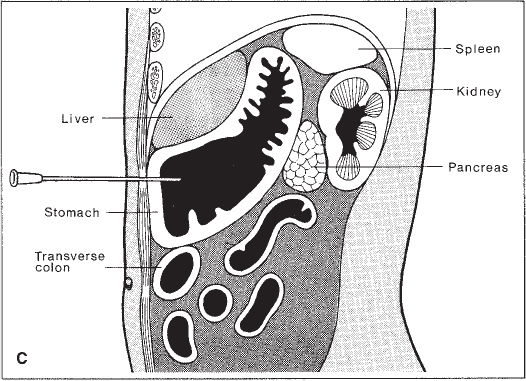 Spleen
Kidney
Liver
Pancreas
Stomach
Transverse
colon
C